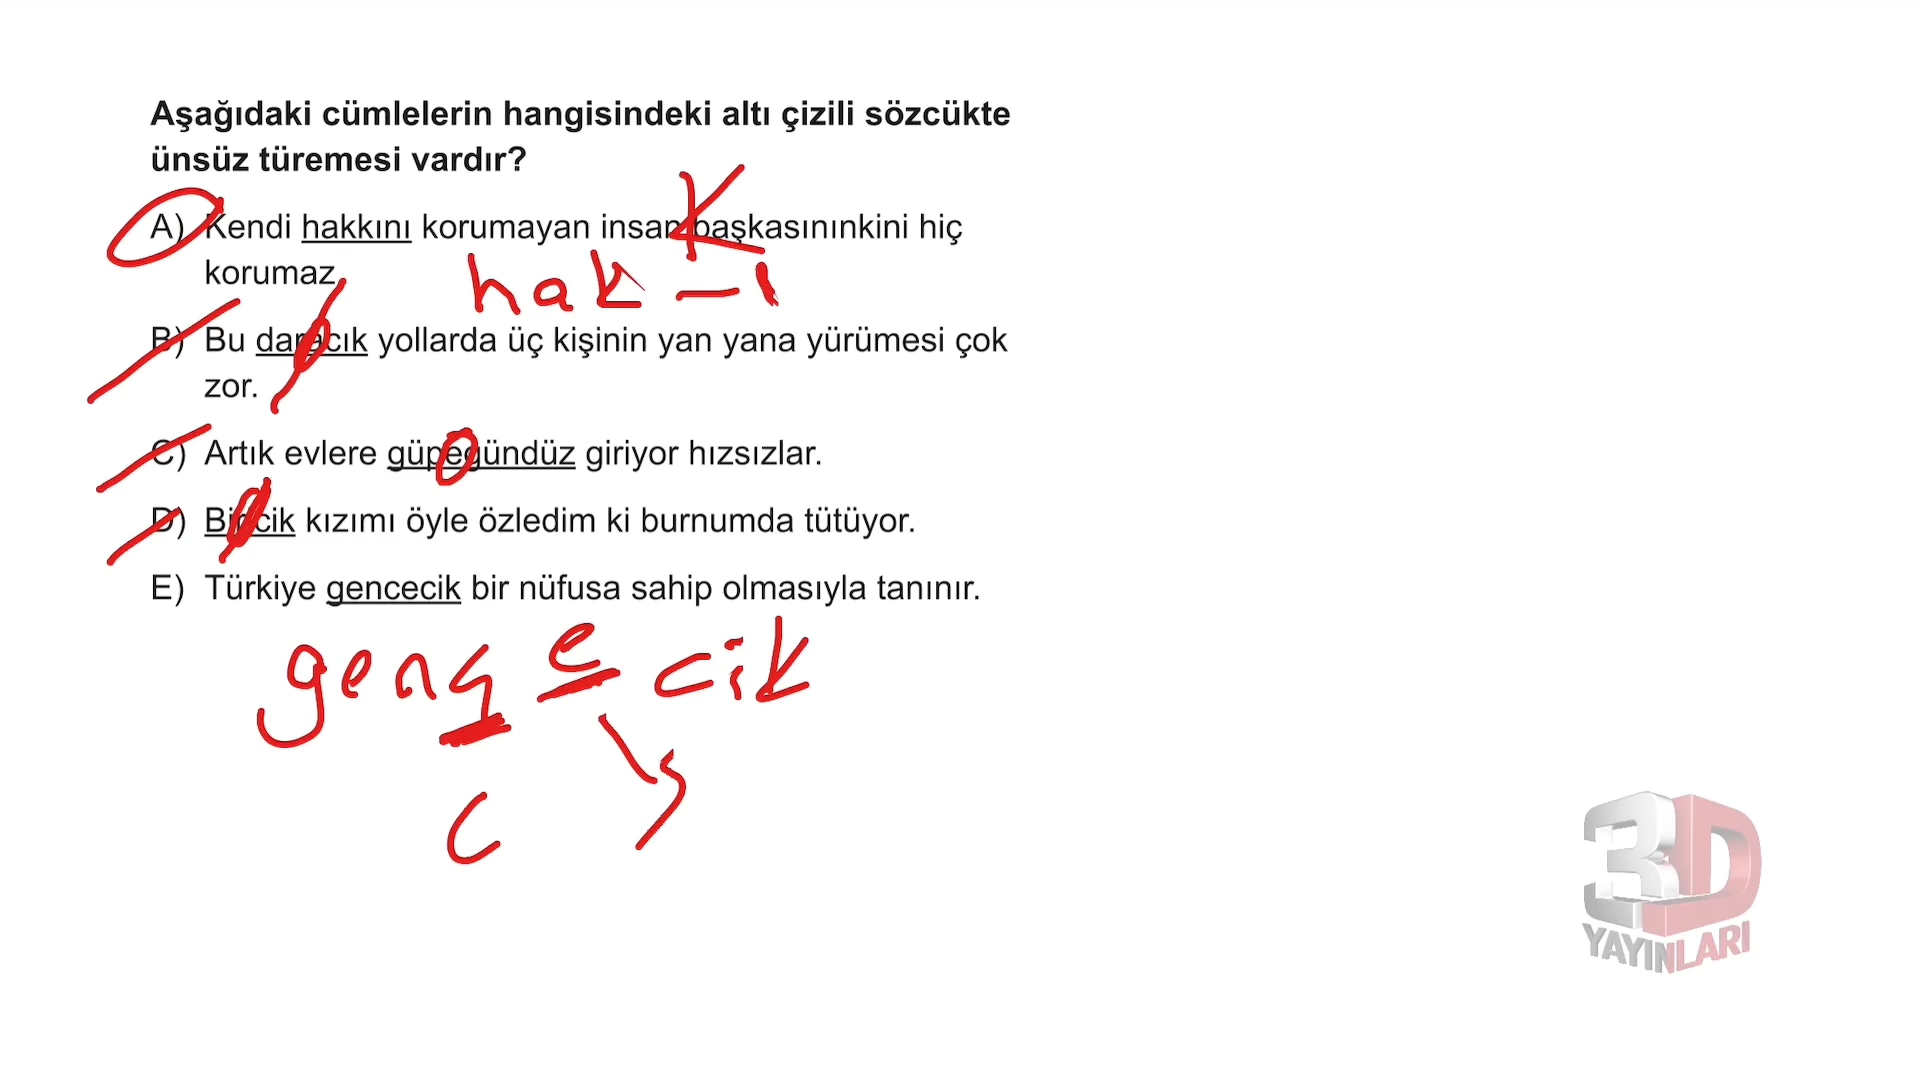 Aşağıdaki cümlelerin hangisindeki altı çizili sözcükte
ünsüz türemesi vardır?
A) Kendi hakkını korumayan insan başkasınınkini hiç
korumaz.
K
hak - ı
B) Bu daracık yollarda üç kişinin yan yana yürümesi çok
zor.
C) Artık evlere güpegündüz giriyor hızsızlar.
D) Biricik kızımı öyle özledim ki burnumda tütüyor.
E) Türkiye gencecik bir nüfusa sahip olmasıyla tanınır.
genç e cik
c
3D
YAYINLARI